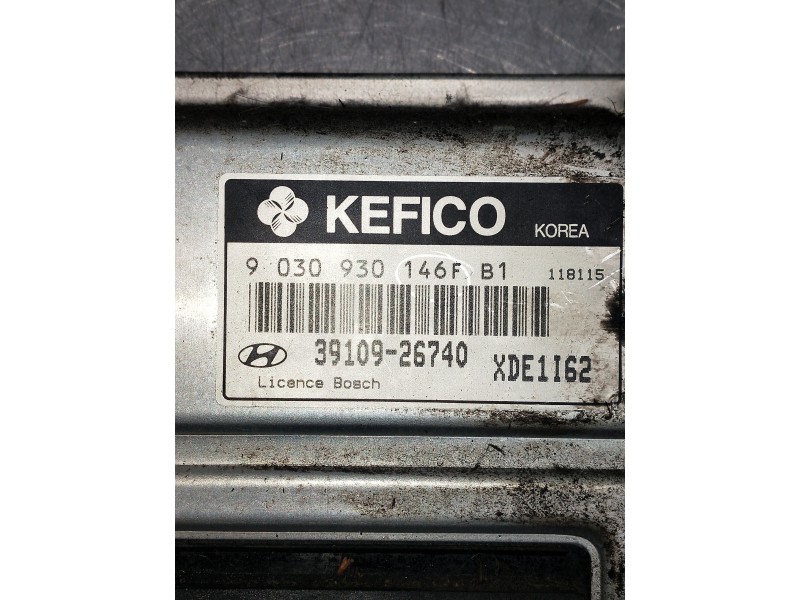 KEFICO KOREA
9 030 930 146F B1 118115
39109-26740 XDE1I62
Licence Bosch